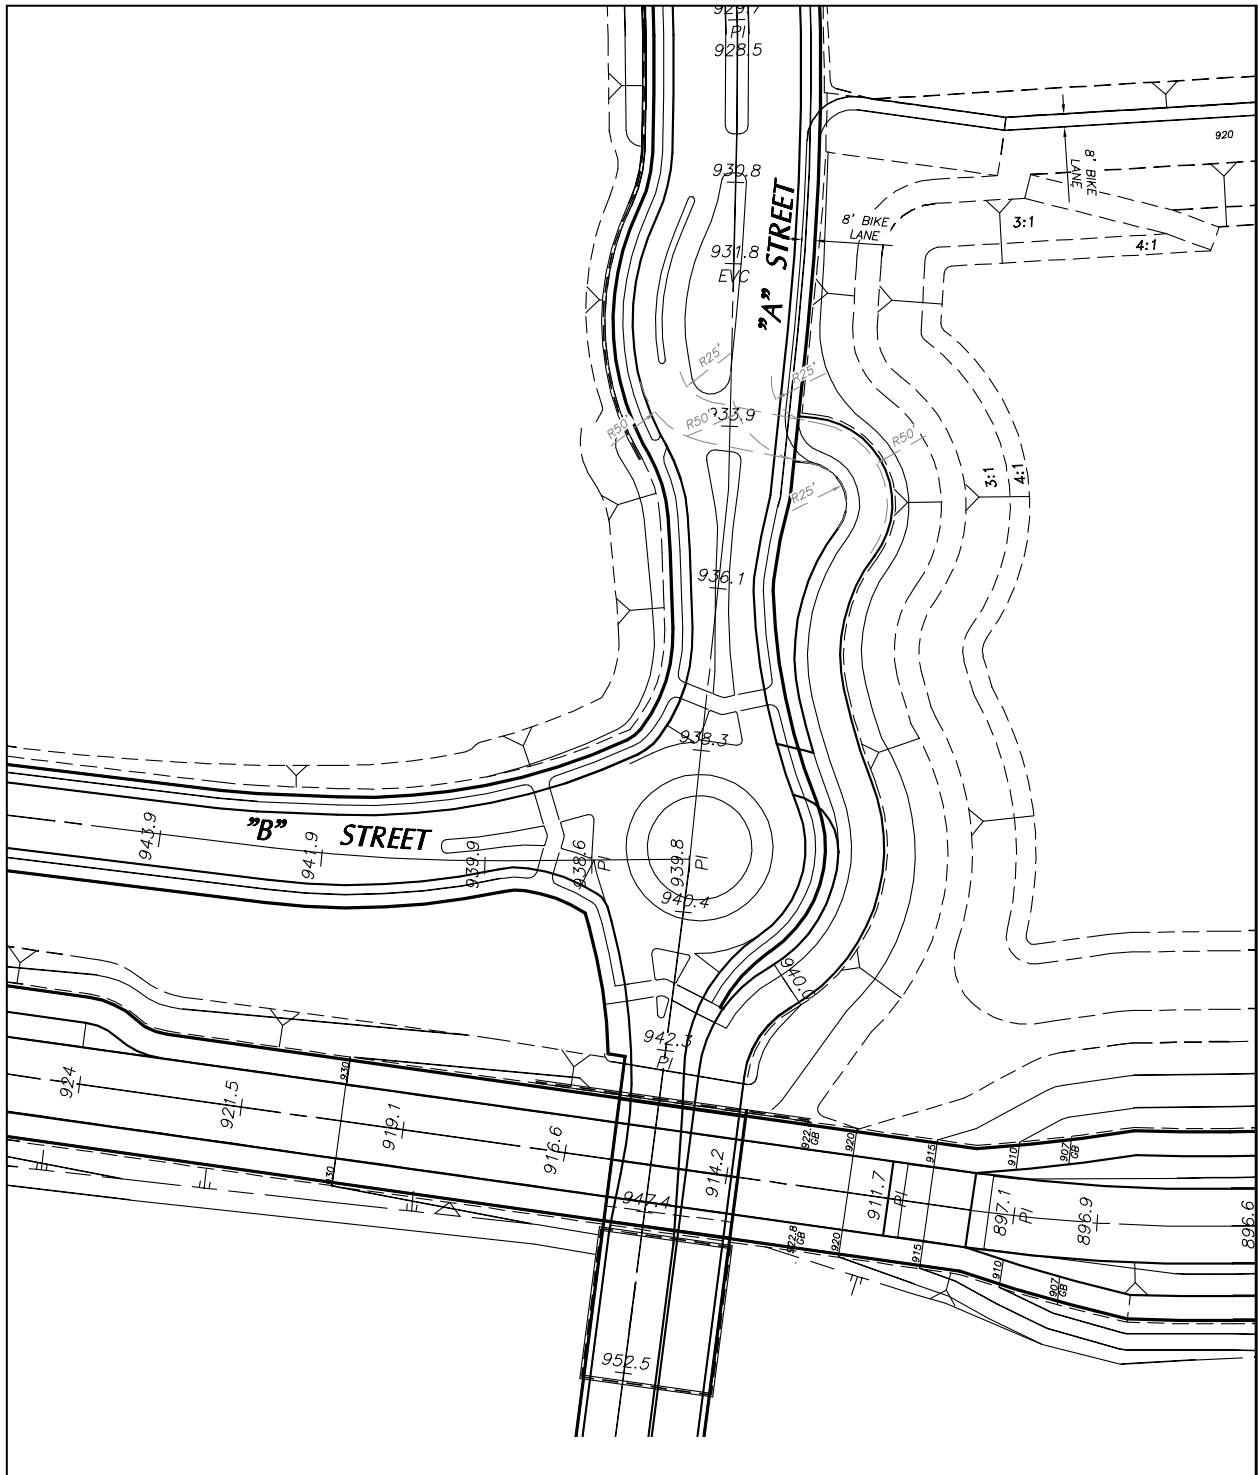 929.7
PI
928.5
920
8' BIKE
LANE
930.8
"A" STREET
8' BIKE
LANE
3:1
4:1
931.8
EVC
R25'
R25'
R50'
R50'
933.9
R50'
3:1
4:1
R25'
936.1
938.3
"B" STREET
943.9
941.9
939.9
938.6
PI
939.8
PI
940.4
940.0
942.3
PI
924
921.5
930
919.1
916.6
914.2
922.8
GB
920
915
910
907
GB
930
947.4
911.7
PI
897.1
PI
896.9
896.6
922.8
GB
920
915
910
907
GB
952.5